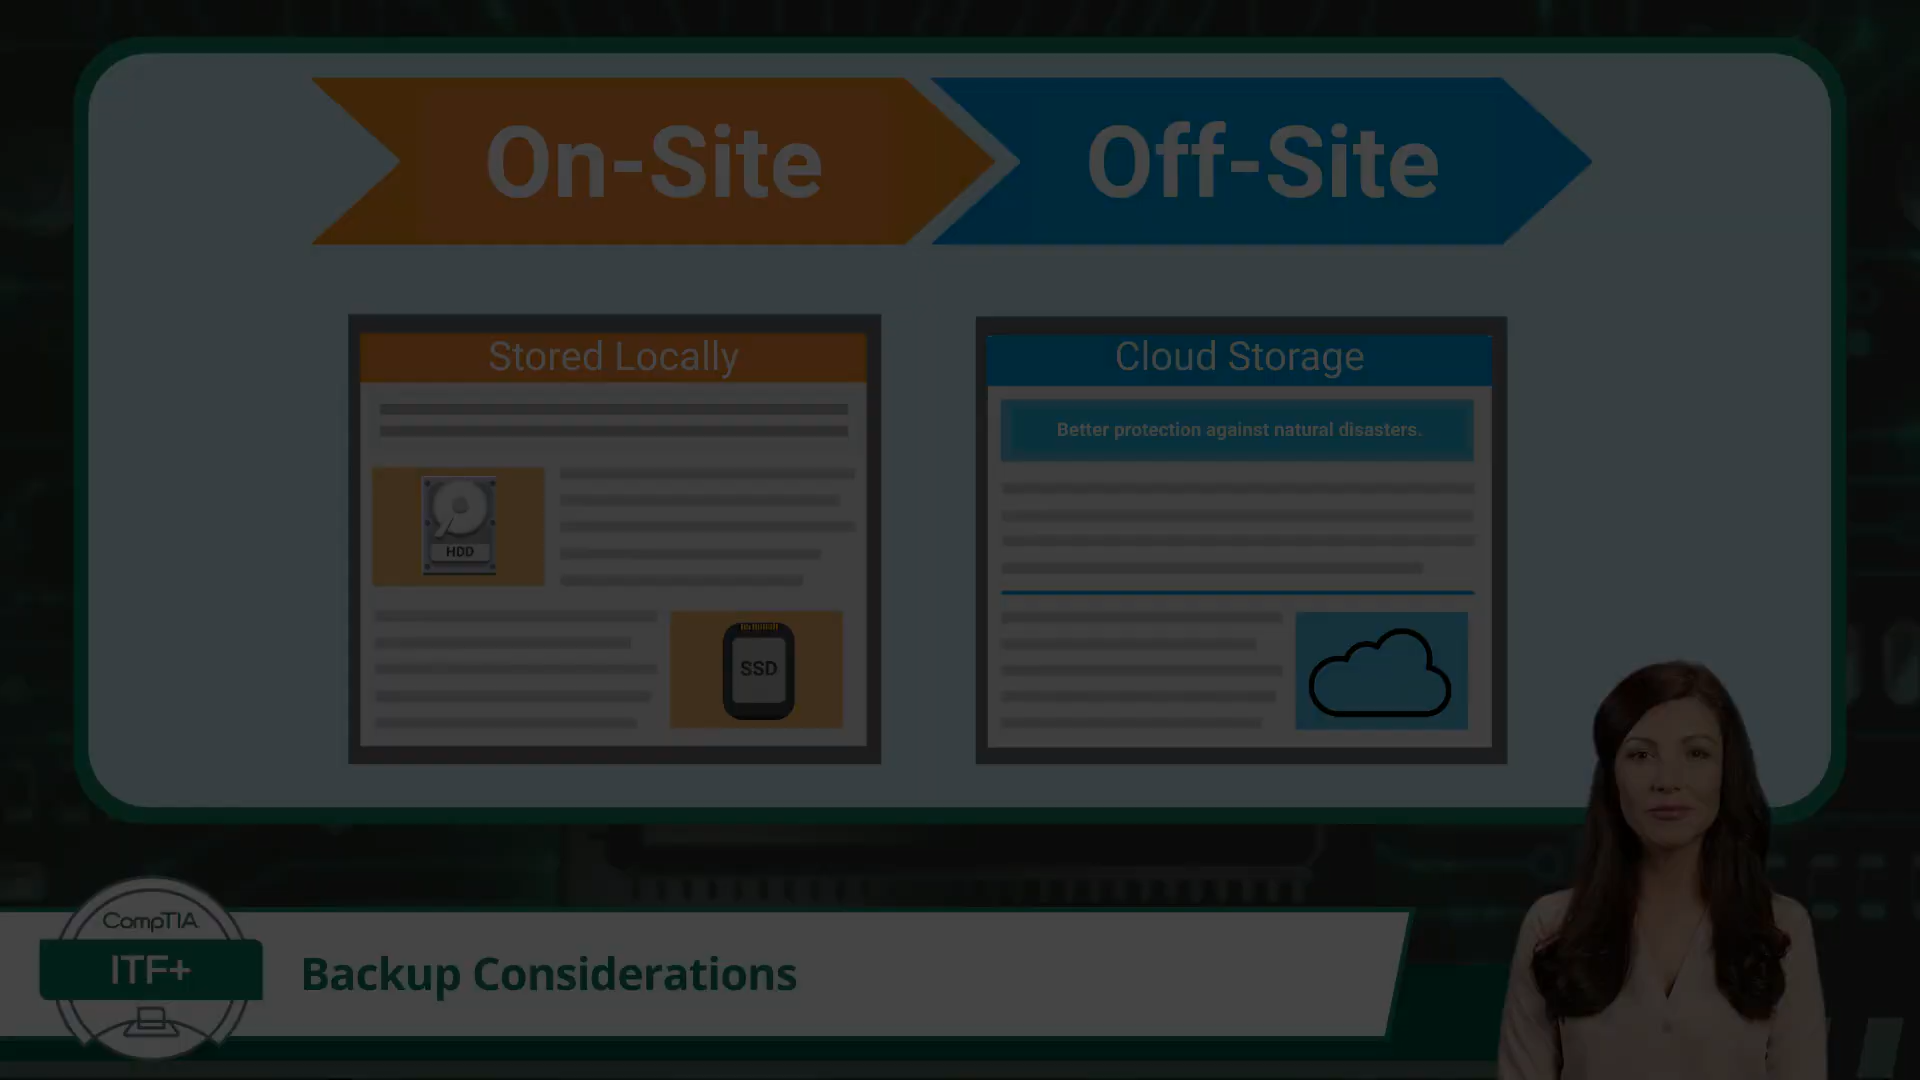 On-Site
Off-Site
Stored Locally
Cloud Storage
Better protection against natural disasters.
HDD
SSD
CompTIA
ITF+
Backup Considerations